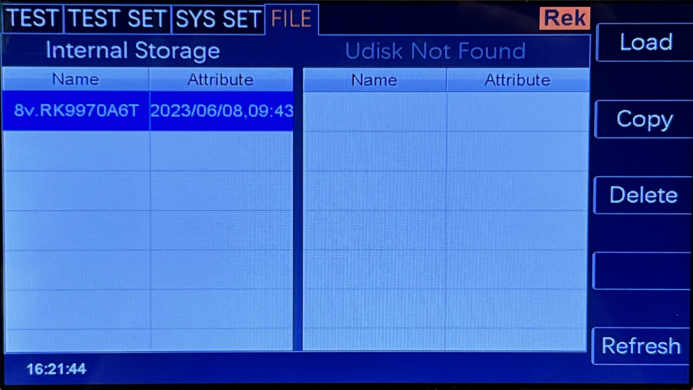 TEST TEST SET SYS SET FILE Rek
Internal Storage Udisk Not Found
Name Attribute Name Attribute
8v.RK9970A6T 2023/06/08,09:43
Load
Copy
Delete
Refresh
16:21:44